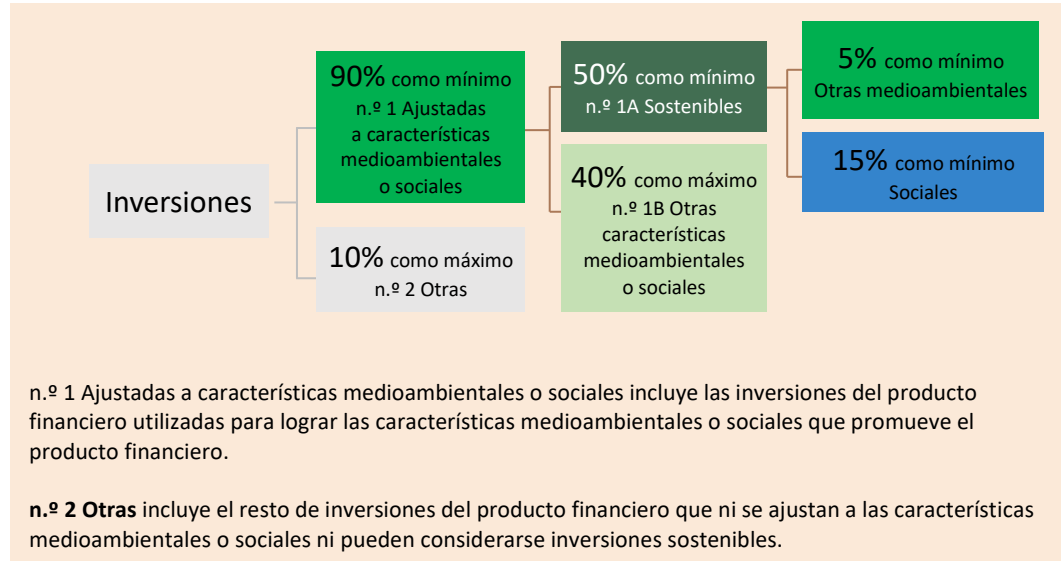 Inversiones
90% como mínimo
n.º 1 Ajustadas
a características
medioambientales
o sociales
10% como máximo
n.º 2 Otras
50% como mínimo
n.º 1A Sostenibles
40% como máximo
n.º 1B Otras
características
medioambientales
o sociales
5% como mínimo
Otras medioambientales
15% como mínimo
Sociales
n.º 1 Ajustadas a características medioambientales o sociales incluye las inversiones del producto
financiero utilizadas para lograr las características medioambientales o sociales que promueve el
producto financiero.
n.º 2 Otras incluye el resto de inversiones del producto financiero que ni se ajustan a las características
medioambientales o sociales ni pueden considerarse inversiones sostenibles.